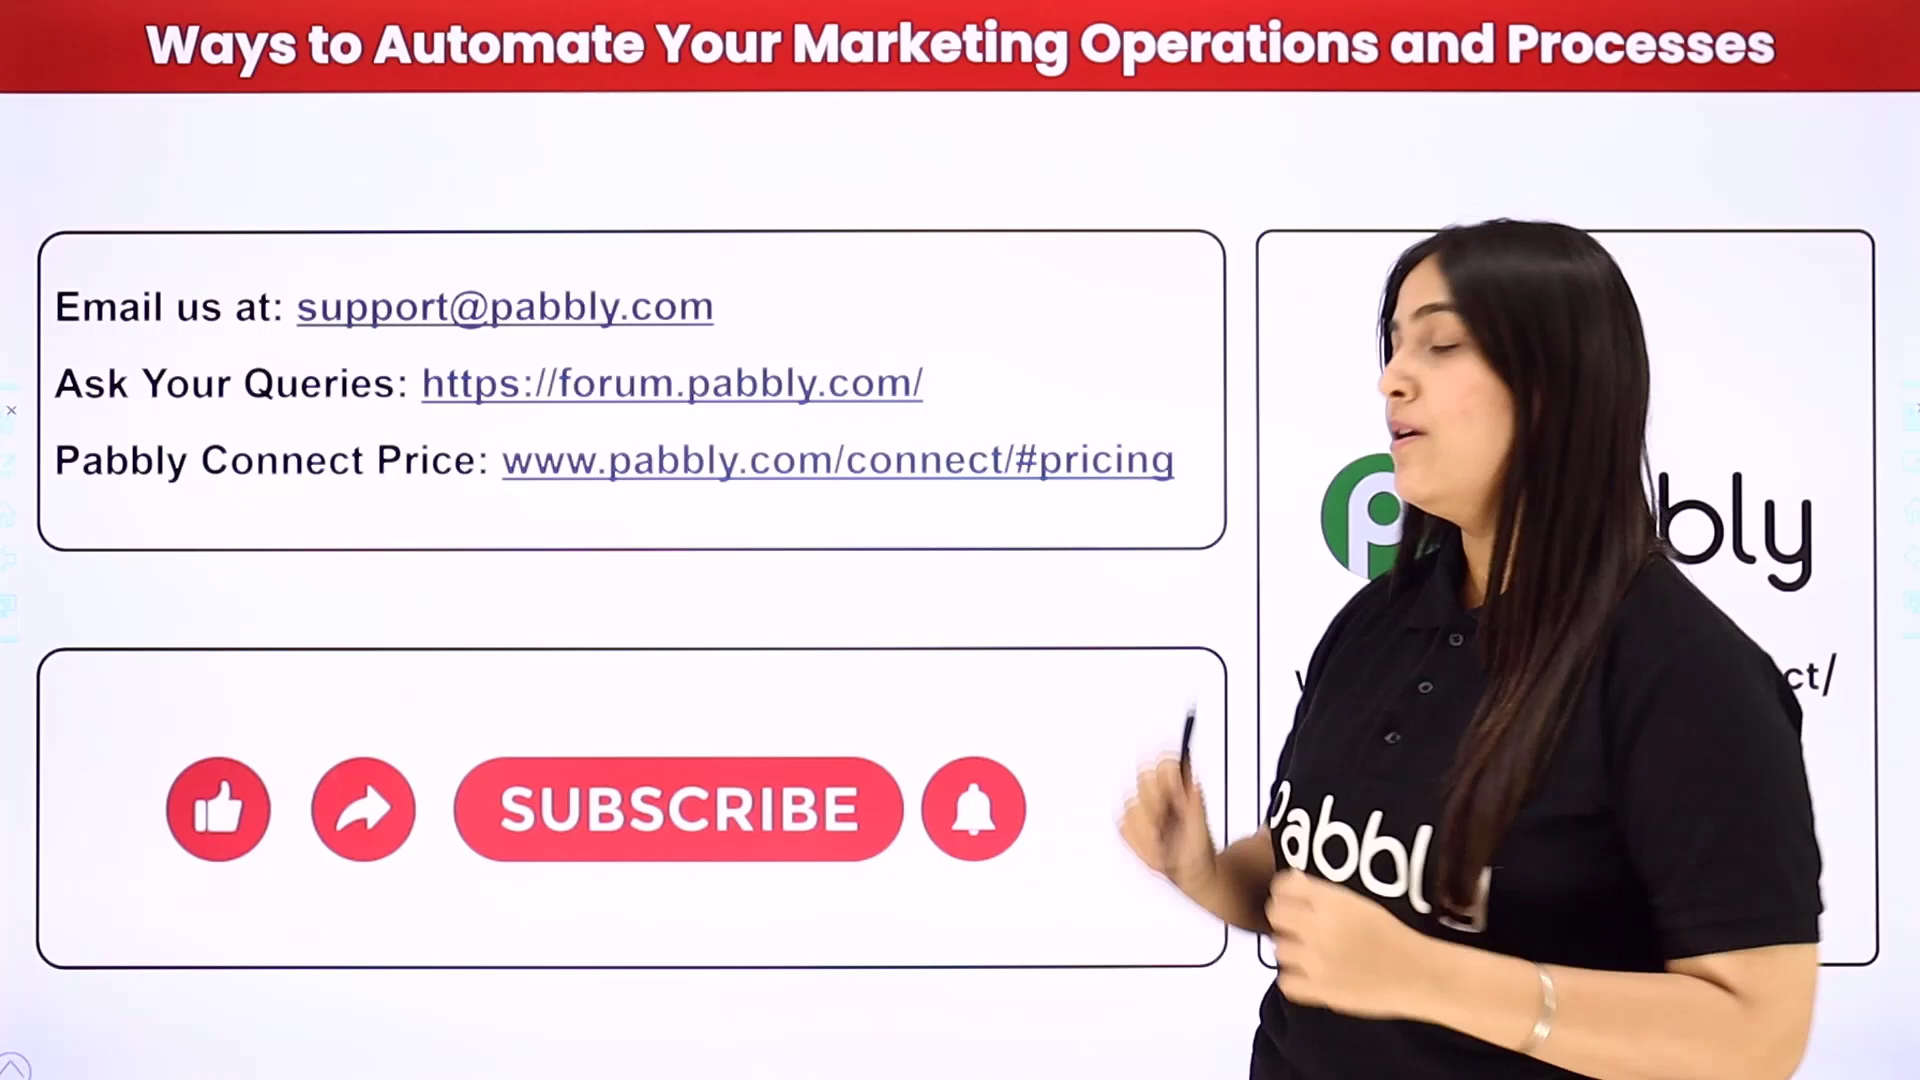 Ways to Automate Your Marketing Operations and Processes
Email us at: support@pabbly.com
Ask Your Queries: https://forum.pabbly.com/
Pabbly Connect Price: www.pabbly.com/connect/#pricing
SUBSCRIBE
bly
ct/
Pabbly